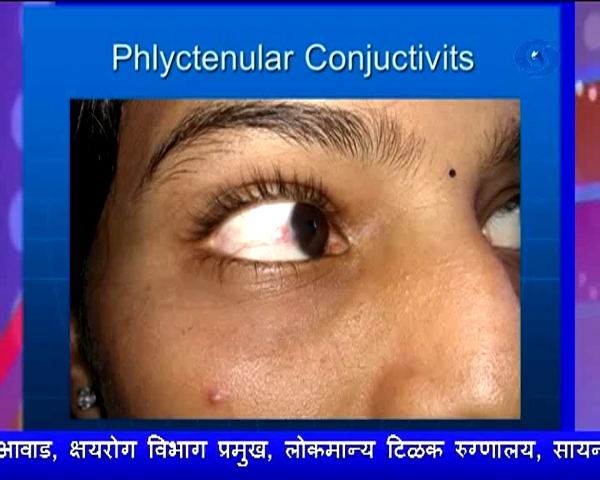 Phlyctenular Conjuctivits
आवाड, क्षयरोग विभाग प्रमुख, लोकमान्य टिळक रुग्णालय, सायन